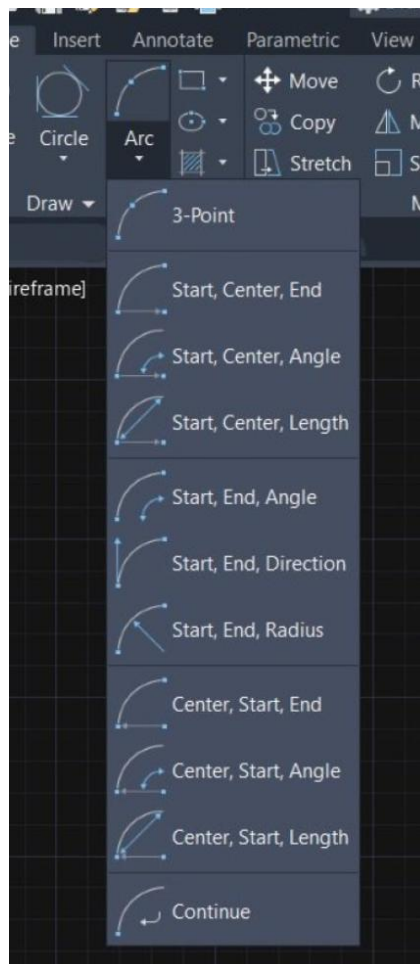 Insert Annotate Parametric View
Move
Circle Arc Copy
Stretch
Draw
3-Point
ireframe]
Start, Center, End
Start, Center, Angle
Start, Center, Length
Start, End, Angle
Start, End, Direction
Start, End, Radius
Center, Start, End
Center, Start, Angle
Center, Start, Length
Continue